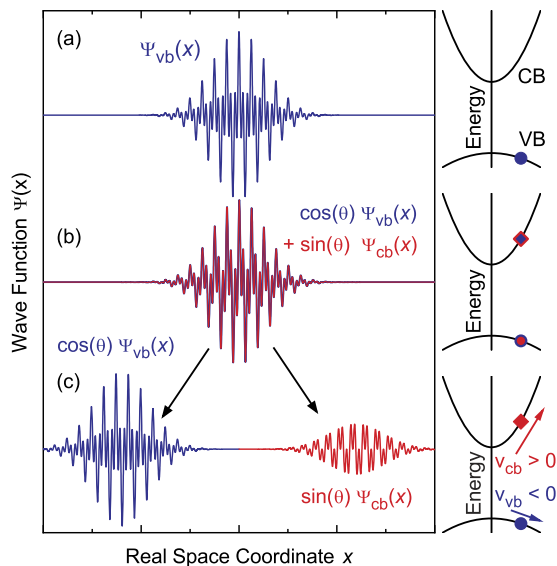 (a)
Ψvb(x)
Energy
CB
VB
Wave Function Ψ(x)
(b)
cos(θ) Ψvb(x)
+ sin(θ) Ψcb(x)
Energy
cos(θ) Ψvb(x)
(c)
sin(θ) Ψcb(x)
Energy
vcb > 0
vvb < 0
Real Space Coordinate x